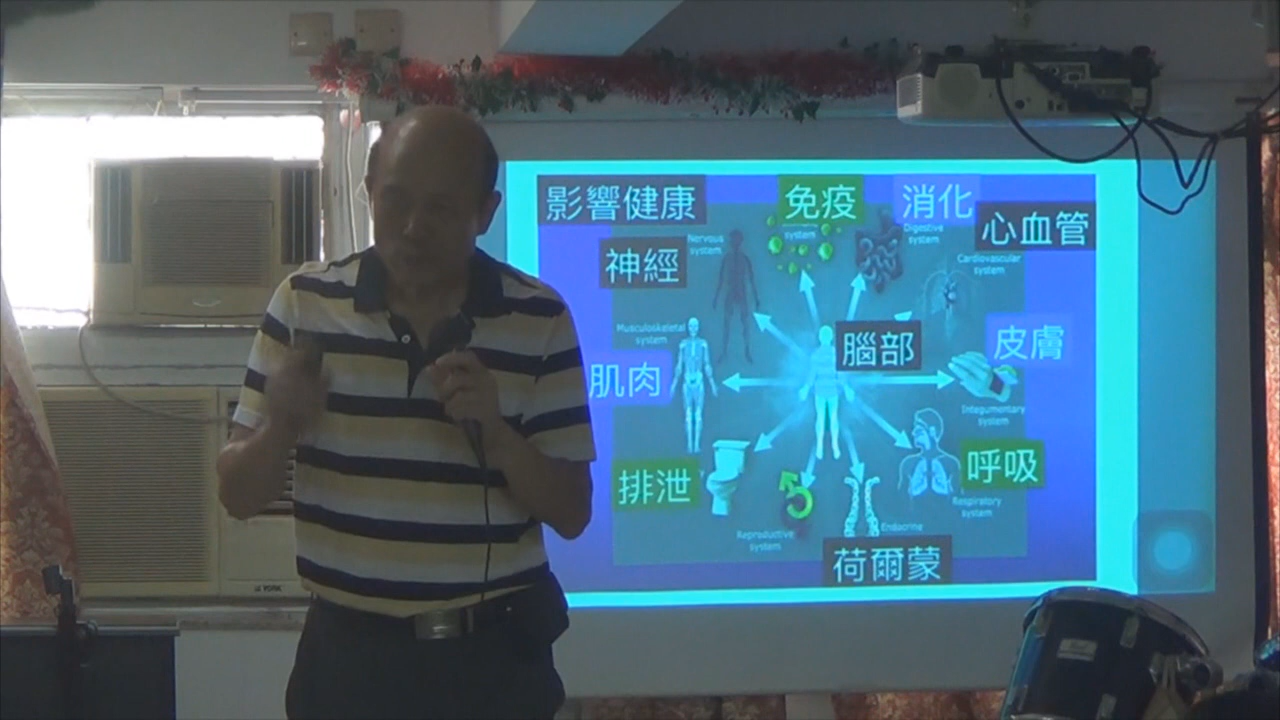 影響健康
免疫
消化
心血管
system
Digestive
system
神經
Nervous
system
Cardiovascular
system
Musculoskeletal
system
腦部
皮膚
肌肉
Integumentary
system
呼吸
排泄
Respiratory
system
Reproductive
system
Endocrine
荷爾蒙
YORK